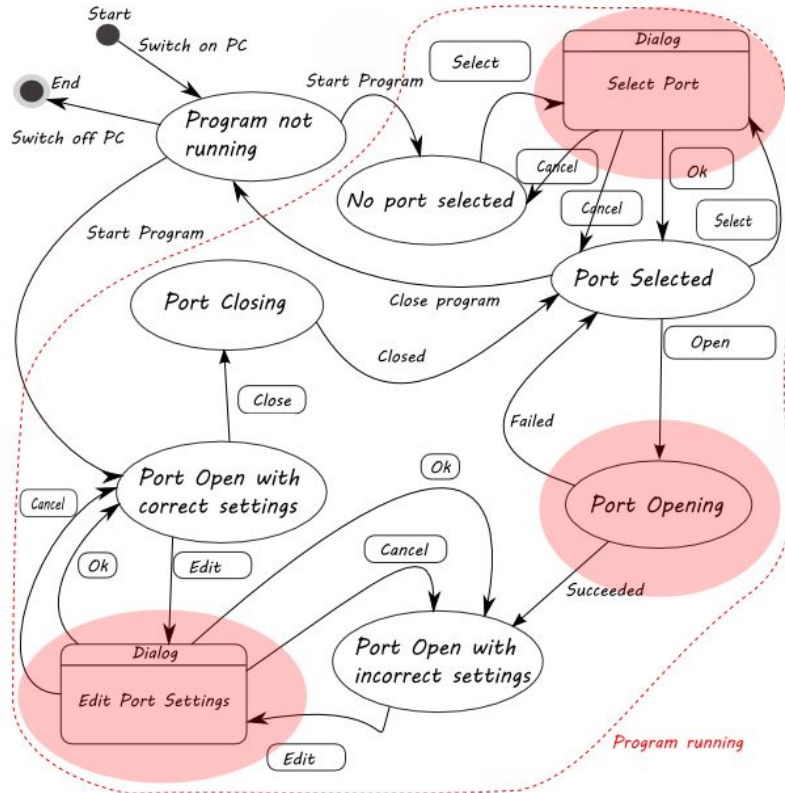 Start
Switch on PC
End
Switch off PC
Program not
running
Start Program
Select
Dialog
Select Port
No port selected
Cancel
Cancel
Ok
Select
Start Program
Port Selected
Close program
Port Closing
Closed
Open
Close
Failed
Port Open with
correct settings
Ok
Port Opening
Cancel
Ok
Edit
Cancel
Succeeded
Dialog
Edit Port Settings
Port Open with
incorrect settings
Edit
Program running